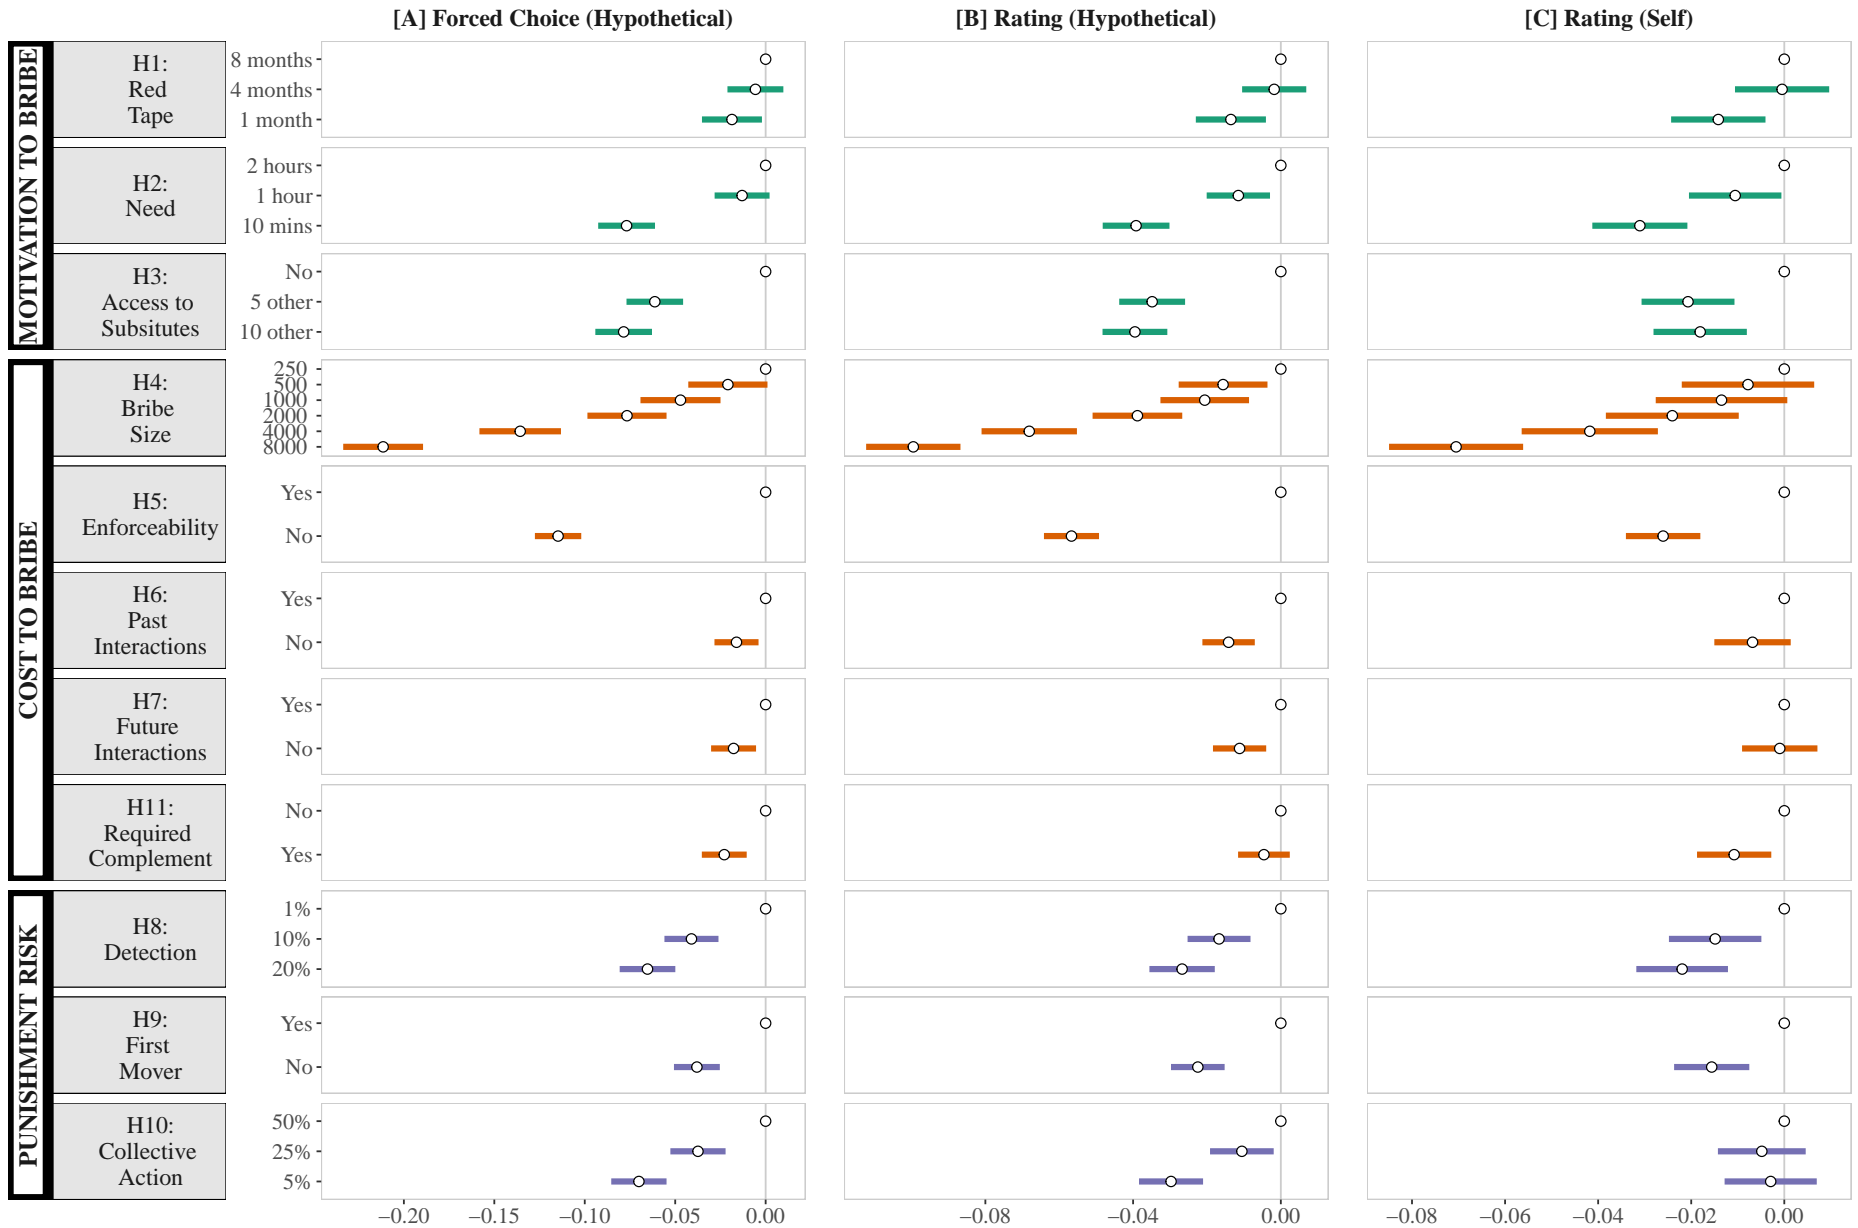 [A] Forced Choice (Hypothetical)
[B] Rating (Hypothetical)
[C] Rating (Self)
MOTIVATION TO BRIBE
H1:
Red
Tape
8 months
4 months
1 month
H2:
Need
2 hours
1 hour
10 mins
H3:
Access to
Subsitutes
No
5 other
10 other
COST TO BRIBE
H4:
Bribe
Size
250
500
1000
2000
4000
8000
H5:
Enforceability
Yes
No
H6:
Past
Interactions
Yes
No
H7:
Future
Interactions
Yes
No
H11:
Required
Complement
No
Yes
PUNISHMENT RISK
H8:
Detection
1%
10%
20%
H9:
First
Mover
Yes
No
H10:
Collective
Action
50%
25%
5%
−0.20 −0.15 −0.10 −0.05 0.00
−0.08 −0.04 0.00
−0.08 −0.06 −0.04 −0.02 0.00